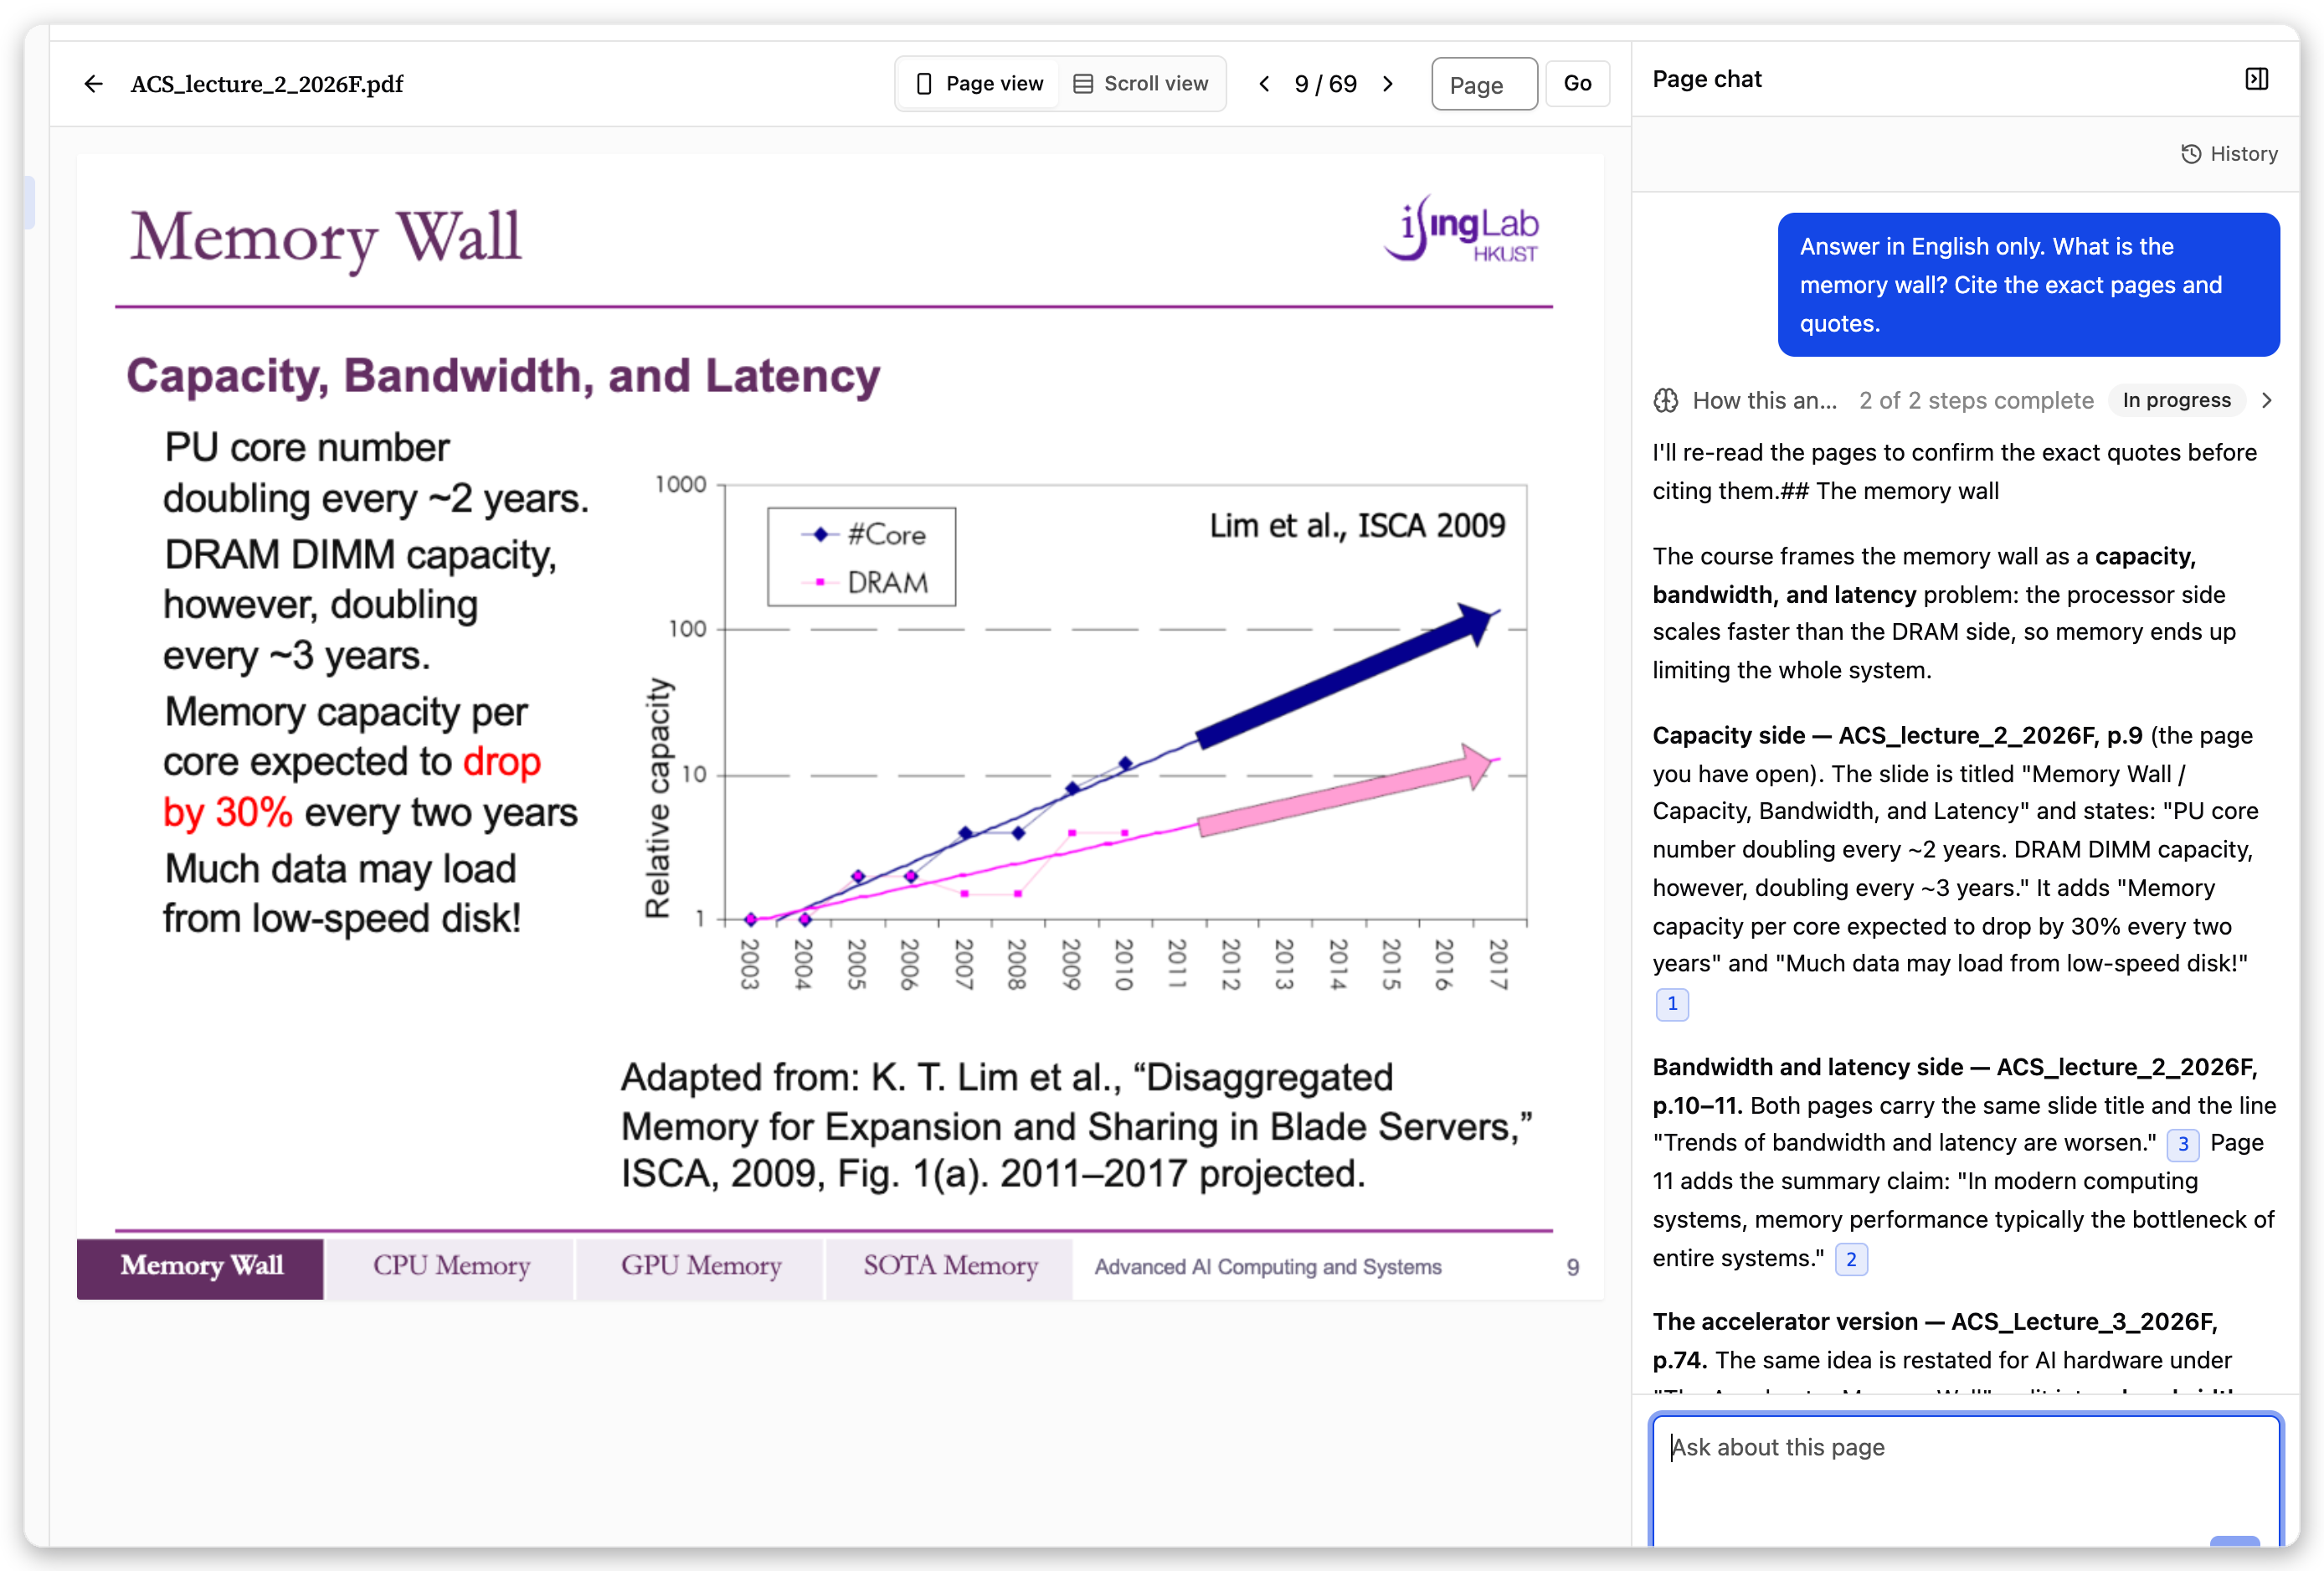 ACS_lecture_2_2026F.pdf
Page view
Scroll view
9 / 69
Page
Go
Memory Wall
isingLab
HKUST
Capacity, Bandwidth, and Latency
PU core number
doubling every ~2 years.
DRAM DIMM capacity,
however, doubling
every ~3 years.
Memory capacity per
core expected to drop
by 30% every two years
Much data may load
from low-speed disk!
Lim et al., ISCA 2009
#Core
DRAM
Relative capacity
1000
100
10
1
2003
2004
2005
2006
2007
2008
2009
2010
2011
2012
2013
2014
2015
2016
2017
Adapted from: K. T. Lim et al., “Disaggregated
Memory for Expansion and Sharing in Blade Servers,”
ISCA, 2009, Fig. 1(a). 2011–2017 projected.
Memory Wall
CPU Memory
GPU Memory
SOTA Memory
Advanced AI Computing and Systems
9
Page chat
History
Answer in English only. What is the
memory wall? Cite the exact pages and
quotes.
How this an... 2 of 2 steps complete In progress
I'll re-read the pages to confirm the exact quotes before
citing them.## The memory wall
The course frames the memory wall as a capacity,
bandwidth, and latency problem: the processor side
scales faster than the DRAM side, so memory ends up
limiting the whole system.
Capacity side — ACS_lecture_2_2026F, p.9 (the page
you have open). The slide is titled "Memory Wall /
Capacity, Bandwidth, and Latency" and states: "PU core
number doubling every ~2 years. DRAM DIMM capacity,
however, doubling every ~3 years." It adds "Memory
capacity per core expected to drop by 30% every two
years" and "Much data may load from low-speed disk!"
1
Bandwidth and latency side — ACS_lecture_2_2026F,
p.10–11. Both pages carry the same slide title and the line
"Trends of bandwidth and latency are worsen." 3 Page
11 adds the summary claim: "In modern computing
systems, memory performance typically the bottleneck of
entire systems." 2
The accelerator version — ACS_Lecture_3_2026F,
p.74. The same idea is restated for AI hardware under
Ask about this page